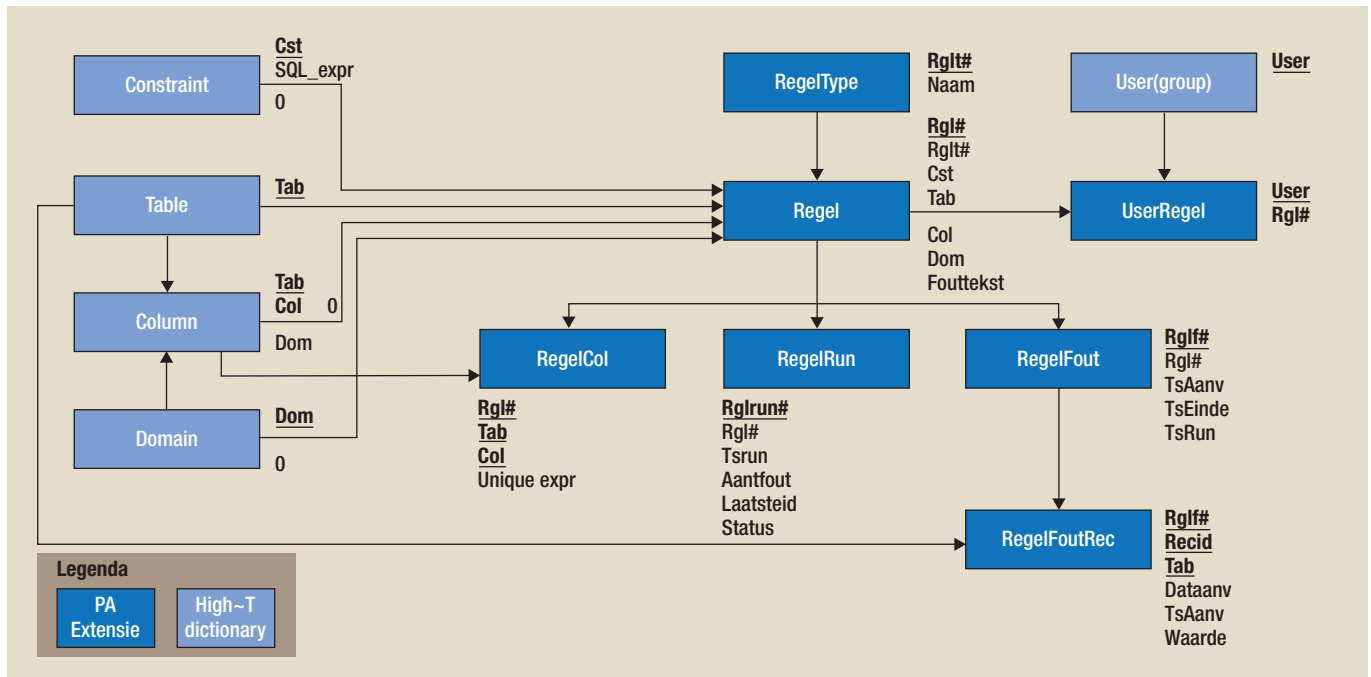 Constraint
Cst
SQL_expr
0
RegelType
Rglt#
Naam
User(group)
User
Table
Tab
Regel
Rgl#
Rglt#
Cst
Tab
Col
Dom
Fouttekst
UserRegel
User
Rgl#
Column
Tab
Col 0
Dom
RegelCol
Rgl#
Tab
Col
Unique expr
RegelRun
Rglrun#
Rgl#
Tsrun
Aantfout
Laatsteid
Status
RegelFout
Rglf#
Rgl#
TsAanv
TsEinde
TsRun
Domain
Dom
0
RegelFoutRec
Rglf#
Recid
Tab
Dataanv
TsAanv
Waarde
Legenda
PA
Extensie
High~T
dictionary